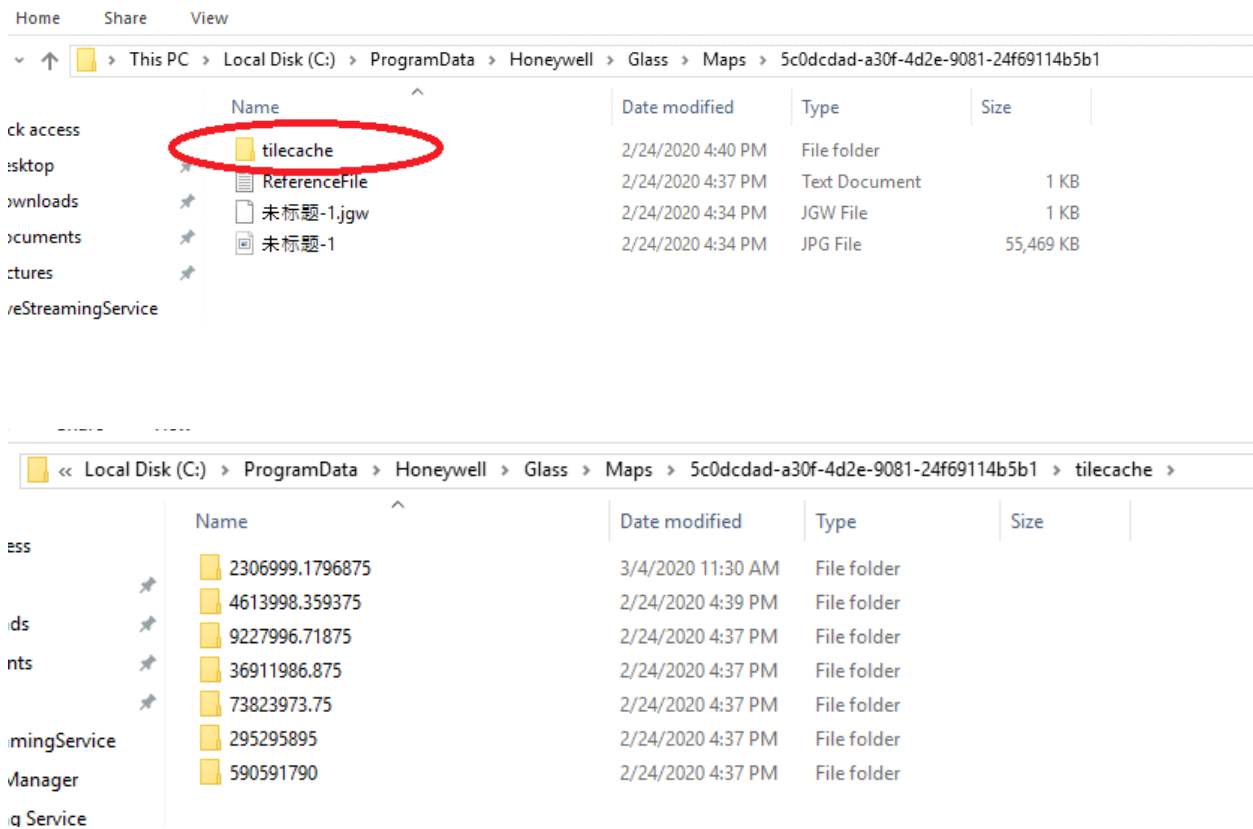 Home Share View
This PC > Local Disk (C:) > ProgramData > Honeywell > Glass > Maps > 5c0dcdad-a30f-4d2e-9081-24f69114b5b1
Name Date modified Type Size
ck access
esktop
ownloads
ocuments
ctures
veStreamingService
tilecache 2/24/2020 4:40 PM File folder
ReferenceFile 2/24/2020 4:37 PM Text Document 1 KB
未标题-1.jgw 2/24/2020 4:34 PM JGW File 1 KB
未标题-1 2/24/2020 4:34 PM JPG File 55,469 KB
« Local Disk (C:) > ProgramData > Honeywell > Glass > Maps > 5c0dcdad-a30f-4d2e-9081-24f69114b5b1 > tilecache >
Name Date modified Type Size
ess
ds
nts
mingService
Manager
g Service
2306999.1796875 3/4/2020 11:30 AM File folder
4613998.359375 2/24/2020 4:39 PM File folder
9227996.71875 2/24/2020 4:37 PM File folder
36911986.875 2/24/2020 4:37 PM File folder
73823973.75 2/24/2020 4:37 PM File folder
295295895 2/24/2020 4:37 PM File folder
590591790 2/24/2020 4:37 PM File folder